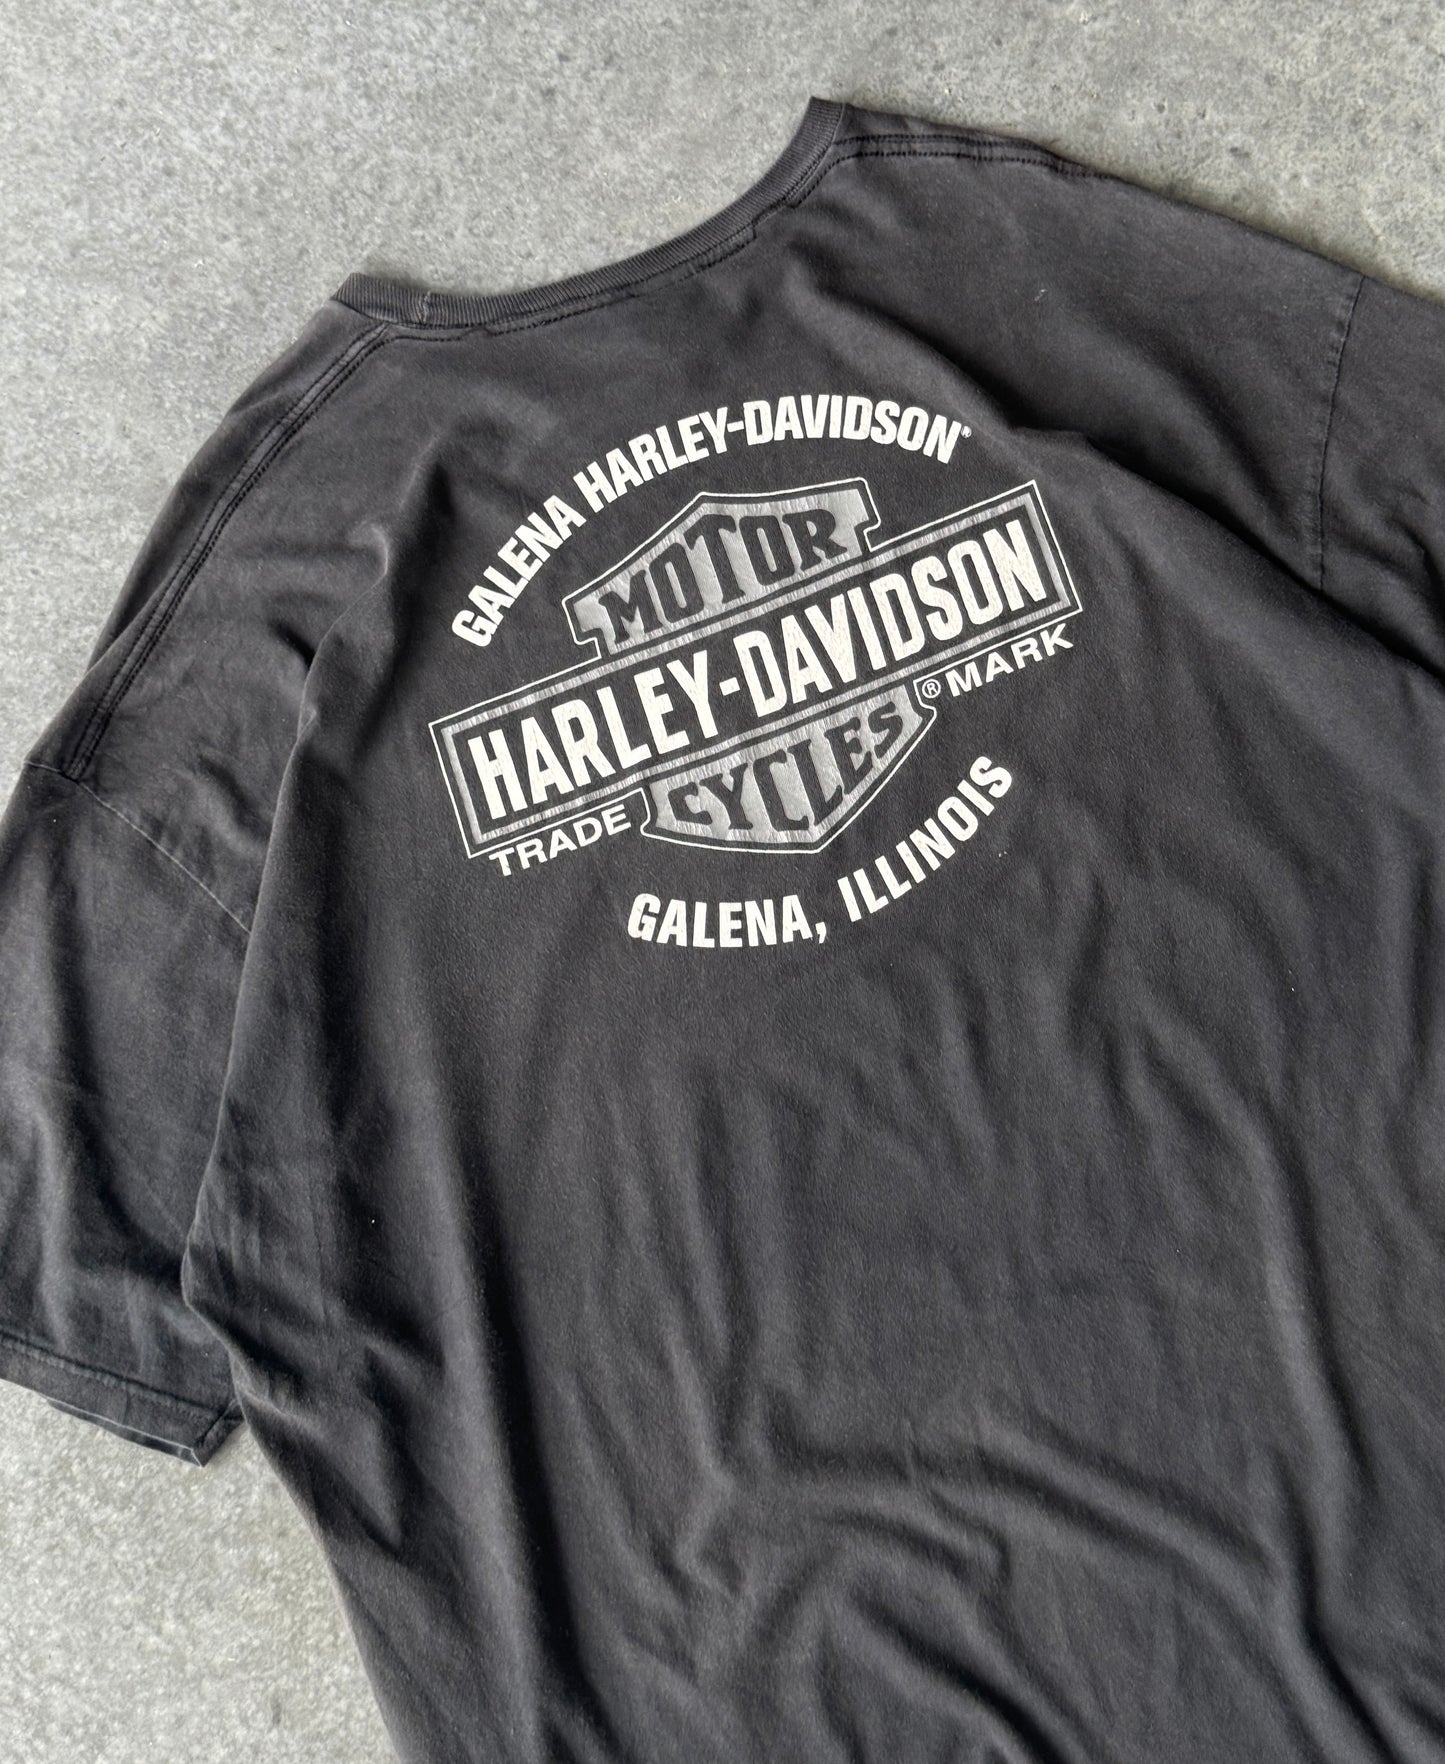 GALENA HARLEY-DAVIDSON®
MOTOR
HARLEY-DAVIDSON
CYCLES
TRADE ® MARK
GALENA, ILLINOIS